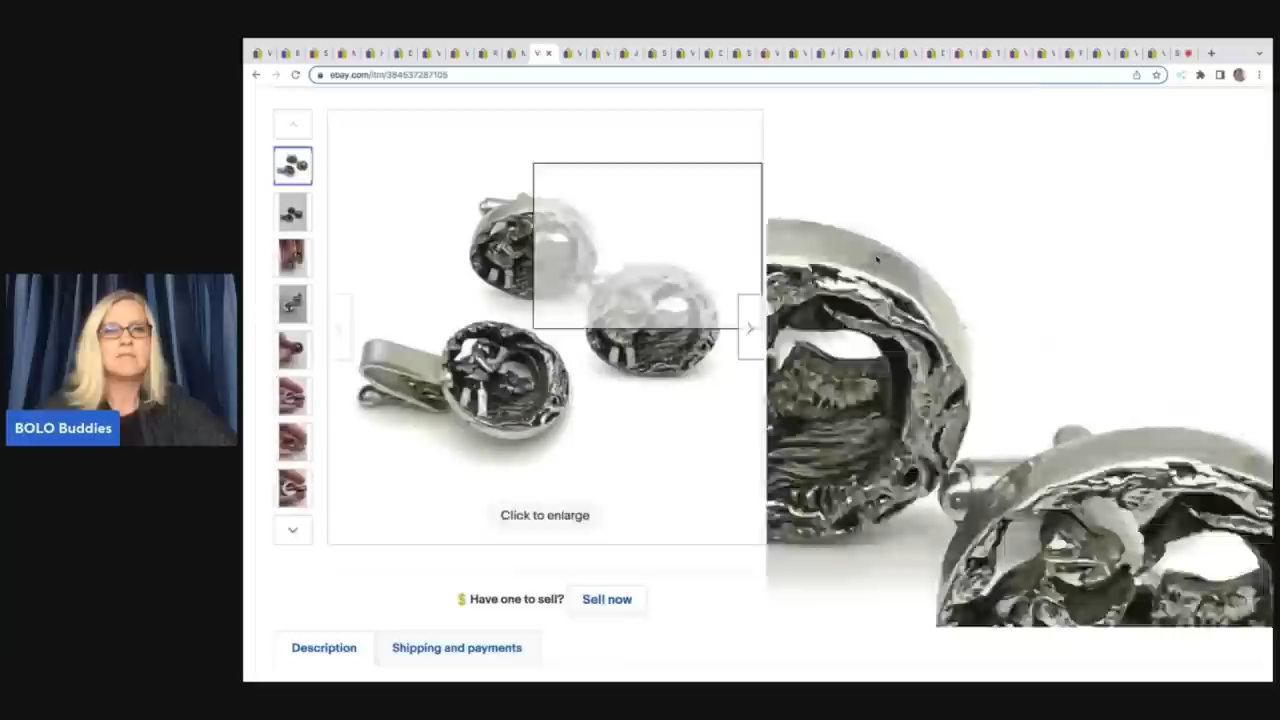 ebay.com/itm/384537287105
Click to enlarge
BOLO Buddies
Have one to sell?
Sell now
Description
Shipping and payments